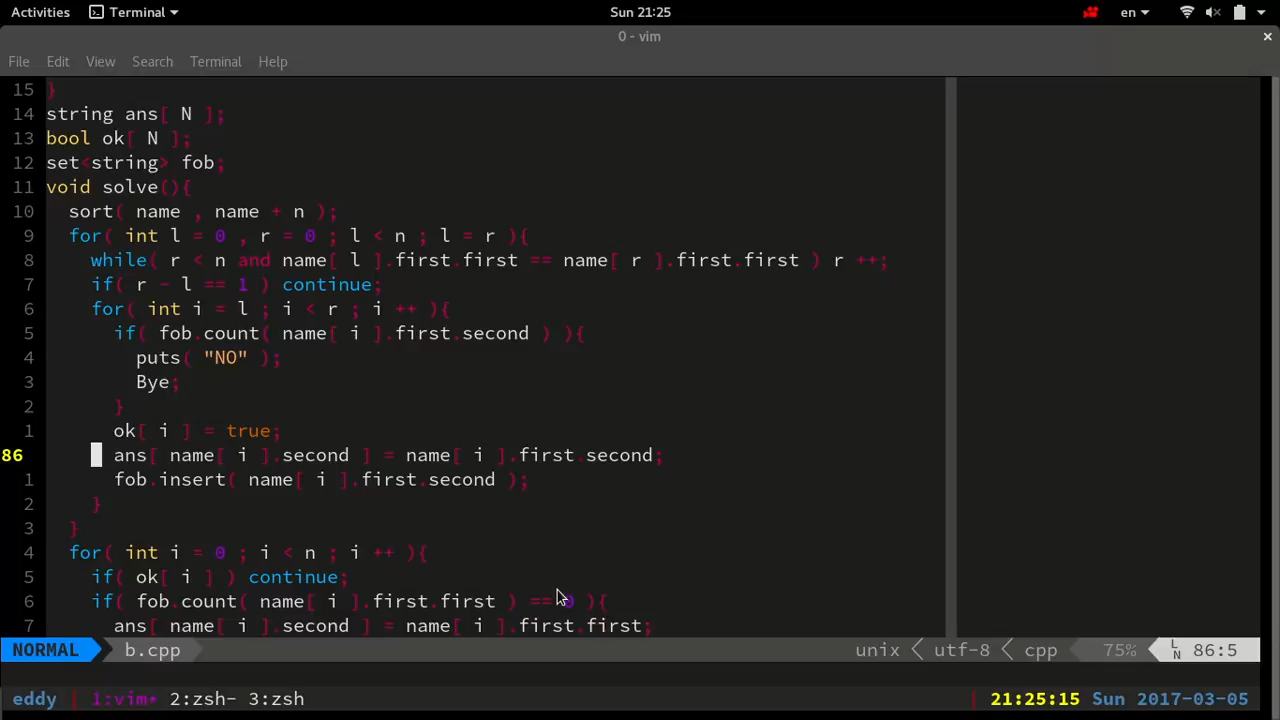 Activities Terminal Sun 21:25 en
0 - vim
File Edit View Search Terminal Help
15 }
14 string ans[ N ];
13 bool ok[ N ];
12 set<string> fob;
11 void solve(){
10 sort( name , name + n );
9 for( int l = 0 , r = 0 ; l < n ; l = r ){
8 while( r < n and name[ l ].first.first == name[ r ].first.first ) r ++;
7 if( r - l == 1 ) continue;
6 for( int i = l ; i < r ; i ++ ){
5 if( fob.count( name[ i ].first.second ) ){
4 puts( "NO" );
3 Bye;
2 }
1 ok[ i ] = true;
86 ans[ name[ i ].second ] = name[ i ].first.second;
1 fob.insert( name[ i ].first.second );
2 }
3 }
4 for( int i = 0 ; i < n ; i ++ ){
5 if( ok[ i ] ) continue;
6 if( fob.count( name[ i ].first.first ) == 0 ){
7 ans[ name[ i ].second ] = name[ i ].first.first;
NORMAL b.cpp unix utf-8 cpp 75% LN 86:5
eddy 1:vim* 2:zsh- 3:zsh 21:25:15 Sun 2017-03-05